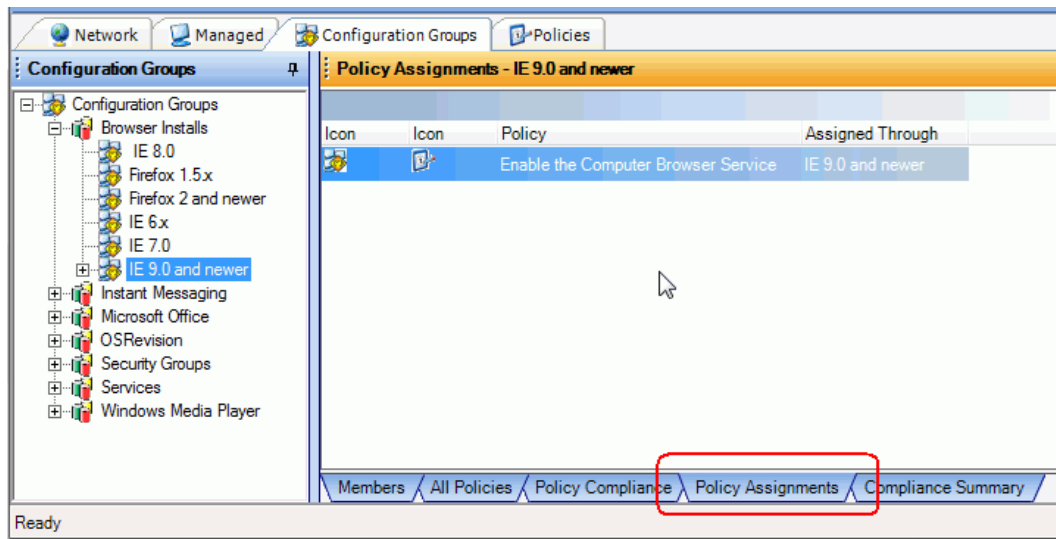 Network Managed Configuration Groups Policies
Configuration Groups
Policy Assignments - IE 9.0 and newer
Configuration Groups
Browser Installs
IE 8.0
Firefox 1.5.x
Firefox 2 and newer
IE 6.x
IE 7.0
IE 9.0 and newer
Instant Messaging
Microsoft Office
OSRevision
Security Groups
Services
Windows Media Player
Icon Icon Policy Assigned Through
Enable the Computer Browser Service IE 9.0 and newer
Members All Policies Policy Compliance Policy Assignments Compliance Summary
Ready